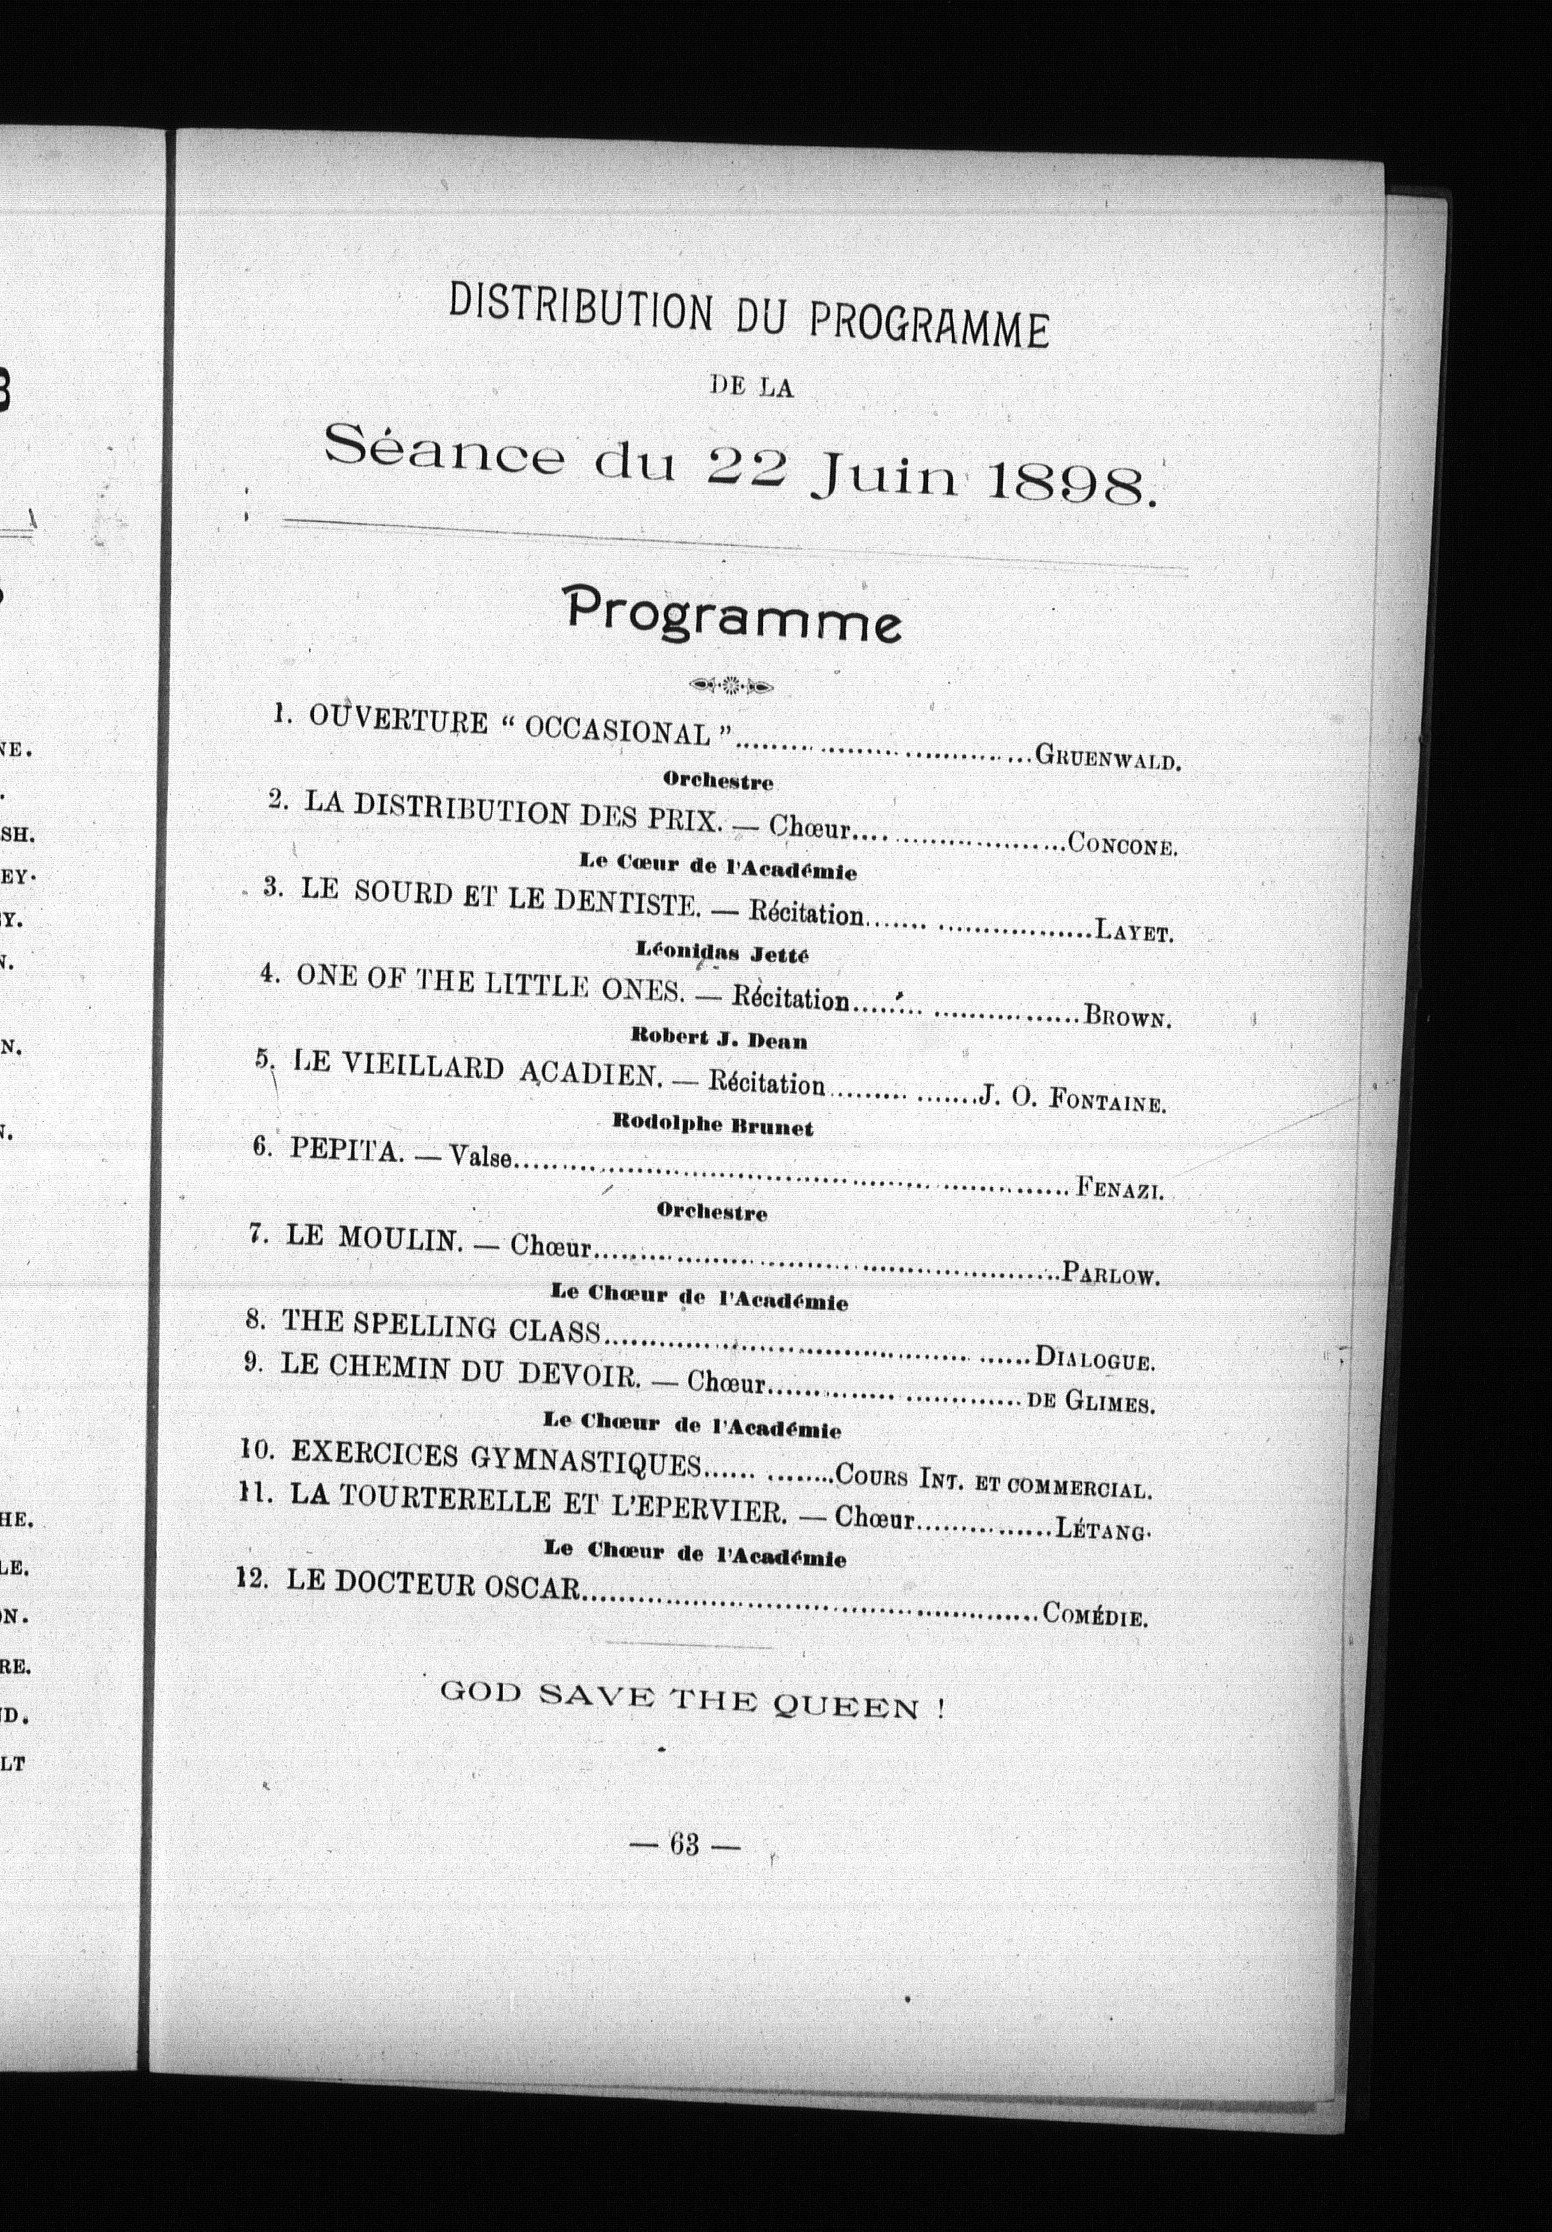 DISTRIBUTION DU PROGRAMME
DE LA
Séance du 22 Juin 1898.
Programme
1. OUVERTURE “ OCCASIONAL ”.......... .......... ............ ...GRUENWALD.
Orchestre
2. LA DISTRIBUTION DES PRIX. — Chœur.... ......................CONCONE.
Le Cœur de l'Académie
3. LE SOURD ET LE DENTISTE. — Récitation....... ..................LAYET.
Léonidas Jetté
4. ONE OF THE LITTLE ONES. — Récitation........ .................BROWN.
Robert J. Dean
5. LE VIEILLARD ACADIEN. — Récitation.......... .......J. O. FONTAINE.
Rodolphe Brunet
6. PEPITA. — Valse................................................................ FENAZI.
Orchestre
7. LE MOULIN. — Chœur......................................................PARLOW.
Le Chœur de l'Académie
8. THE SPELLING CLASS.......................................... ......DIALOGUE.
9. LE CHEMIN DU DEVOIR. — Chœur............... ............... DE GLIMES.
Le Chœur de l'Académie
10. EXERCICES GYMNASTIQUES...... ........COURS INT. ET COMMERCIAL.
11. LA TOURTERELLE ET L'EPERVIER. — Chœur................LÉTANG.
Le Chœur de l'Académie
12. LE DOCTEUR OSCAR.....................................................COMÉDIE.
GOD SAVE THE QUEEN !
— 63 —